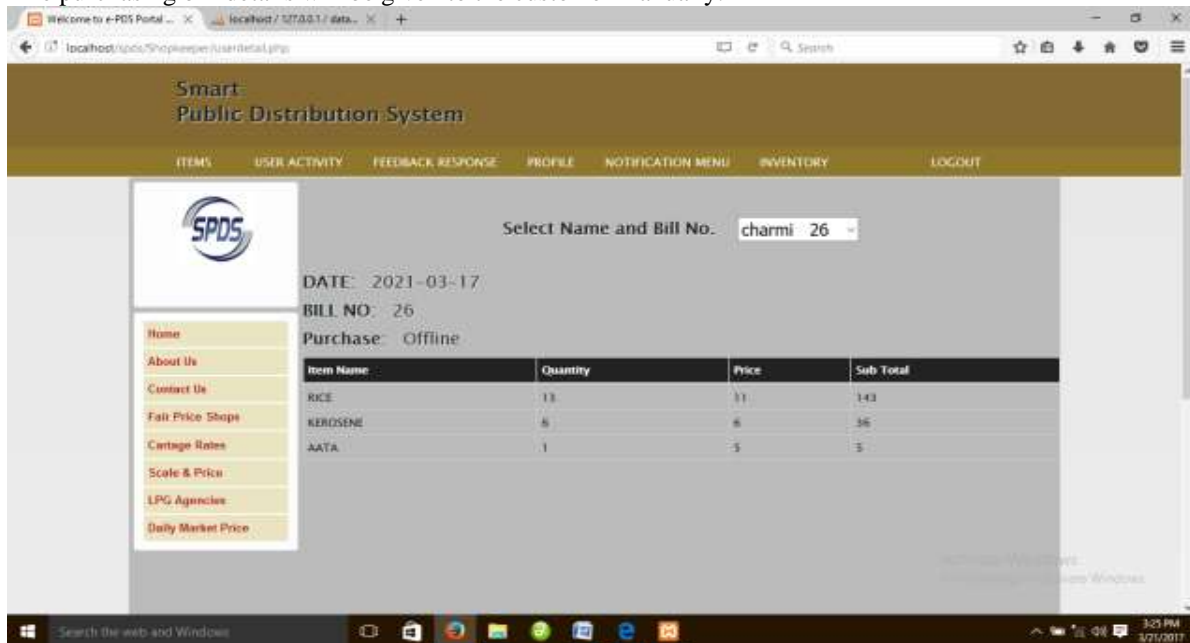 Welcome to e-PDS Portal ... × localhost / 127.0.0.1 / data... × +
localhost/spds/Shopkeeper/userdetail.php Search
Smart
Public Distribution System
ITEMS USER ACTIVITY FEEDBACK RESPONSE PROFILE NOTIFICATION MENU INVENTORY LOGOUT
SPDS
Select Name and Bill No. charmi 26
DATE: 2021-03-17
BILL NO: 26
Purchase: Offline
Item Name Quantity Price Sub Total
RICE 13 11 143
KEROSENE 6 6 36
AATA 1 5 5
Home
About Us
Contact Us
Fair Price Shops
Cartage Rates
Scale & Price
LPG Agencies
Daily Market Price
Search the web and Windows
3:25 PM
3/21/2017